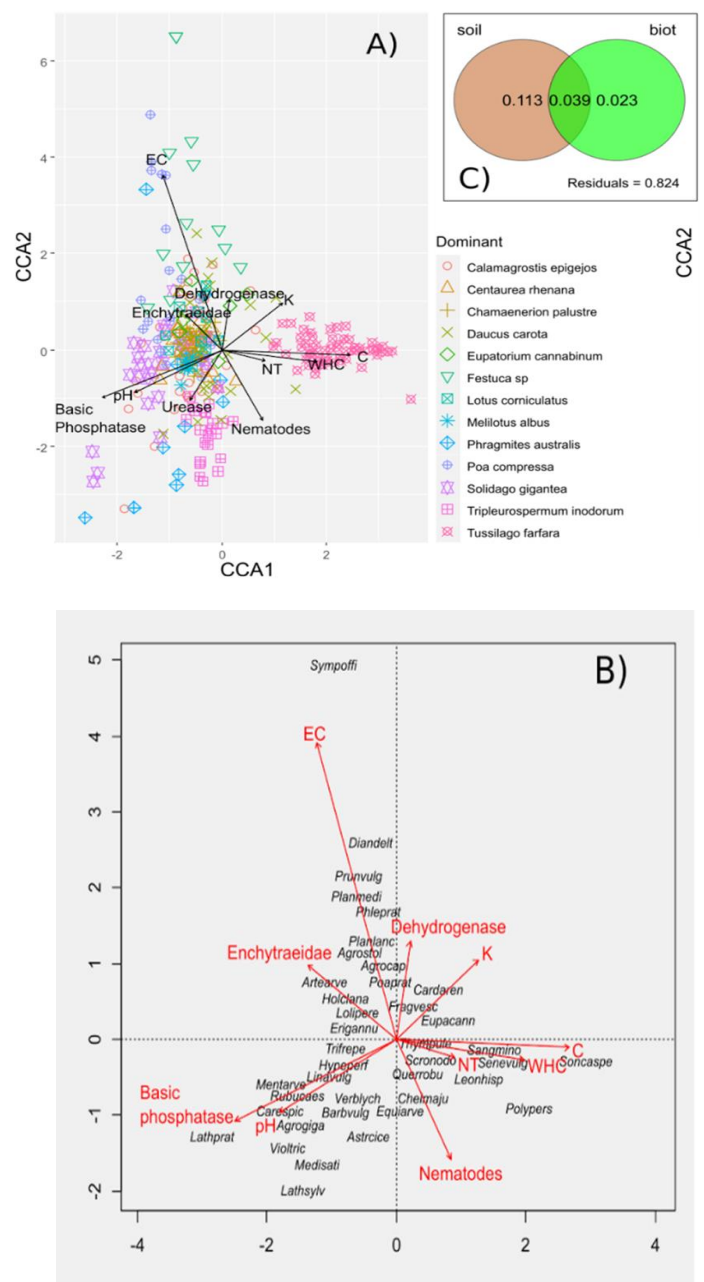 A)
CCA2
6
4
2
0
-2
EC
Dehydrogenase
K
Enchytraeidae
C
WHC
NT
pH
Basic
Phosphatase
Urease
Nematodes
-2
0
2
CCA1
soil
biot
0.113
0.039
0.023
C)
Residuals = 0.824
CCA2
Dominant
Calamagrostis epigejos
Centaurea rhenana
Chamaenerion palustre
Daucus carota
Eupatorium cannabinum
Festuca sp
Lotus corniculatus
Melilotus albus
Phragmites australis
Poa compressa
Solidago gigantea
Tripleurospermum inodorum
Tussilago farfara
B)
5
4
3
2
1
0
-1
-2
Sympoffi
EC
Diandelt
Prunvulg
Planmedi
Phleprat
Dehydrogenase
Planlanc
Enchytraeidae
Agrostol
K
Agrocap
Artearve
Poaprat
Cardaren
Holclana
Fragvesc
Lolipere
Eupacann
Erigannu
Trifrepe
Thympule
Sangmino
C
Scronodo
NT
Senevulg
WHC
Soncaspe
Hypeperf
Linavulg
Querrobu
Leonhisp
Mentarve
Basic
phosphatase
Rubucaes
Verblych
Chelmaju
Carespic
Barbvulg
Equiarve
Polypers
pH
Agrogiga
Lathprat
Astrcice
Violtric
Medisati
Nematodes
Lathsylv
-4
-2
0
2
4